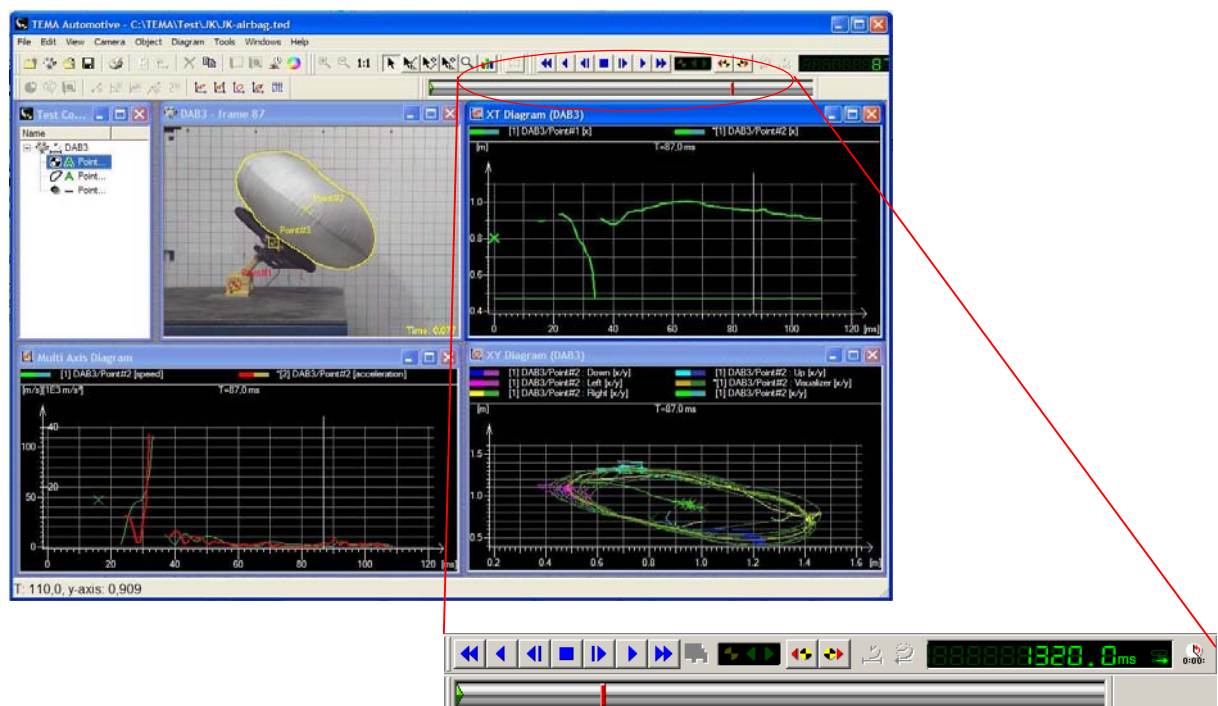 TEMA Automotive - C:\TEMA\Test\JK\JK-airbag.ted
File Edit View Camera Object Diagram Tools Windows Help
1:1
87
Test Co...
Name
DAB3
Point...
Point...
Point...
DAB3 - frame 87
Point#2
Point#3
Point#1
XT Diagram (DAB3)
[1] DAB3/Point#1 [x] *[1] DAB3/Point#2 [x]
[m] T=87,0 ms
1.0
0.8
0.6
0.4
0 20 40 60 80 100 120 [ms]
Multi Axis Diagram
[1] DAB3/Point#2 [speed] *[2] DAB3/Point#2 [acceleration]
[m/s][1E3 m/s²] T=87,0 ms
40
100
20
50
0
20 40 60 80 100 120 [ms]
XY Diagram (DAB3)
[1] DAB3/Point#2 : Down [x/y] [1] DAB3/Point#2 : Up [x/y]
[1] DAB3/Point#2 : Left [x/y] *[1] DAB3/Point#2 : Visualizer [x/y]
[1] DAB3/Point#2 : Right [x/y] [1] DAB3/Point#2 [x/y]
[m] T=87,0 ms
1.5
1.0
0.5
0.2 0.4 0.6 0.8 1.0 1.2 1.4 1.6 [m]
T: 110,0, y-axis: 0,909
1320.0ms
0:00: